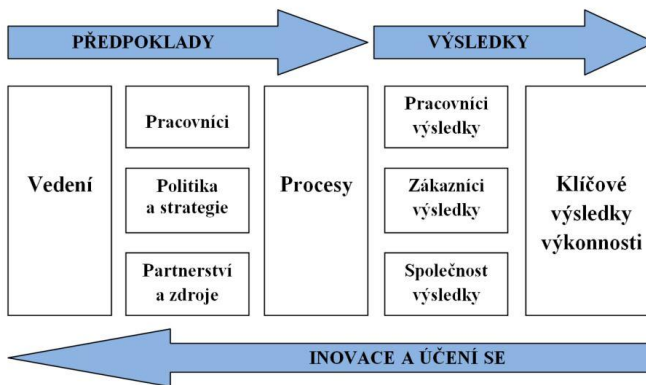 PŘEDPOKLADY
VÝSLEDKY
Vedení
Pracovníci
Politika
a strategie
Partnerství
a zdroje
Procesy
Pracovníci
výsledky
Zákazníci
výsledky
Společnost
výsledky
Klíčové
výsledky
výkonnosti
INOVACE A ÚČENÍ SE